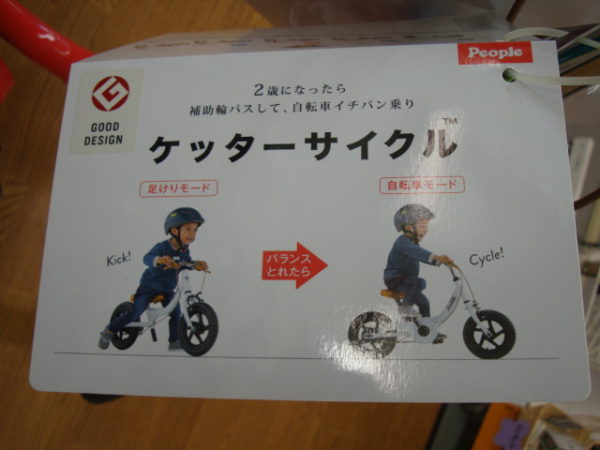 People
GOOD
DESIGN
2歳になったら
補助輪パスして、自転車イチバン乗り
ケッターサイクル™
足けりモード
自転車モード
Kick!
バランス
とれたら
Cycle!